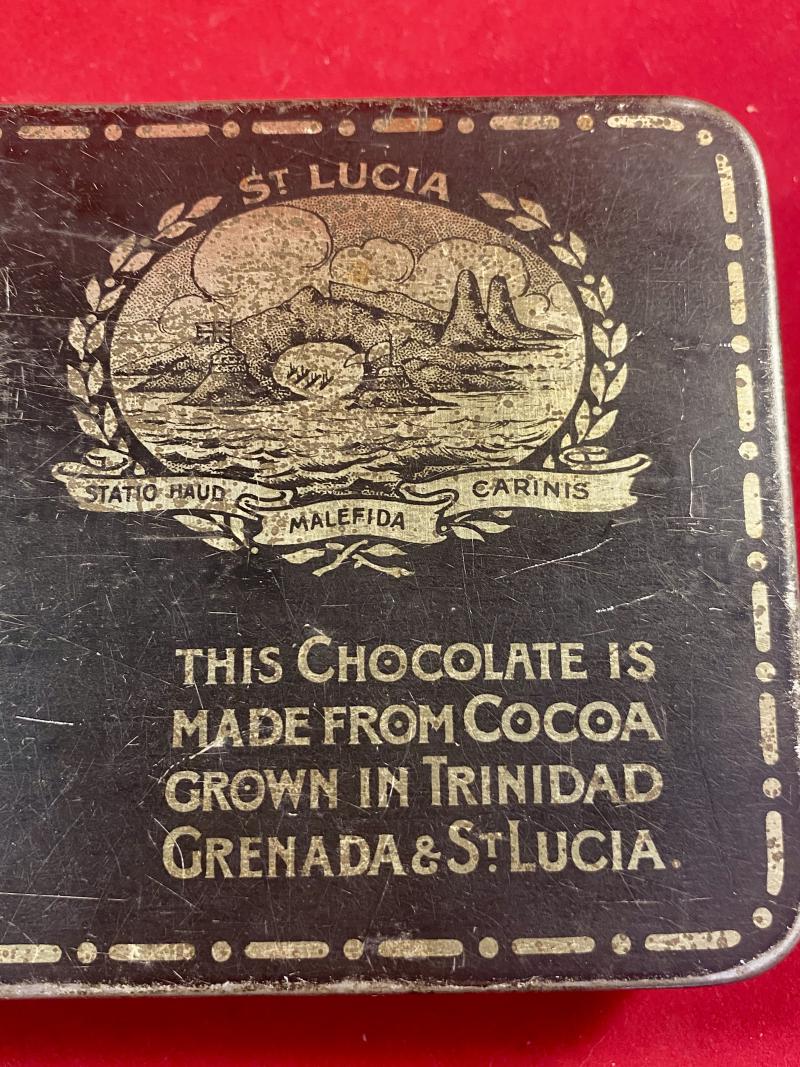 ST LUCIA
STATIO HAUD
MALEFIDA
CARINIS
THIS CHOCOLATE IS
MADE FROM COCOA
GROWN IN TRINIDAD
GRENADA & ST LUCIA.